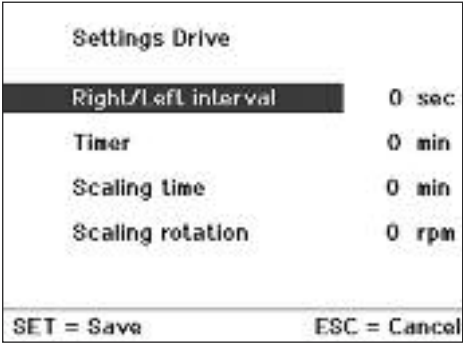 Settings Drive
Right/Left interval 0 sec
Timer 0 min
Scaling time 0 min
Scaling rotation 0 rpm
SET = Save ESC = Cancel